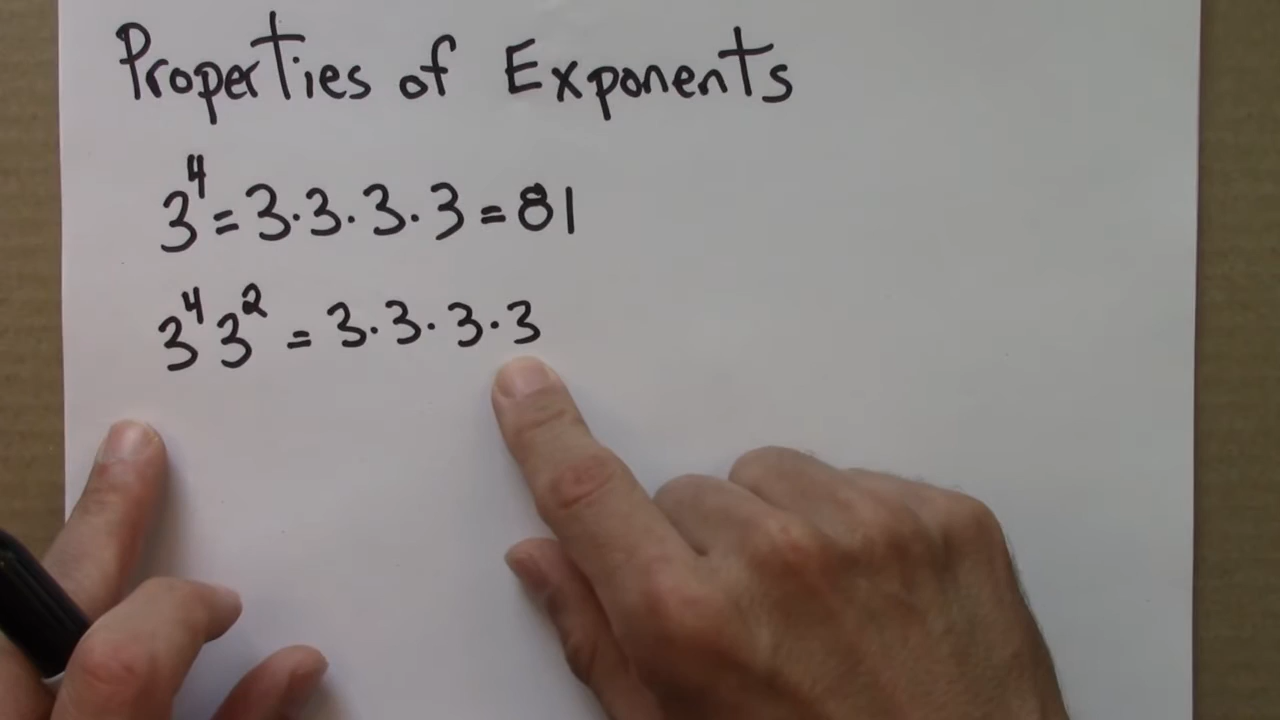 Properties of Exponents
3⁴ = 3·3·3·3 = 81
3⁴3² = 3·3·3·3